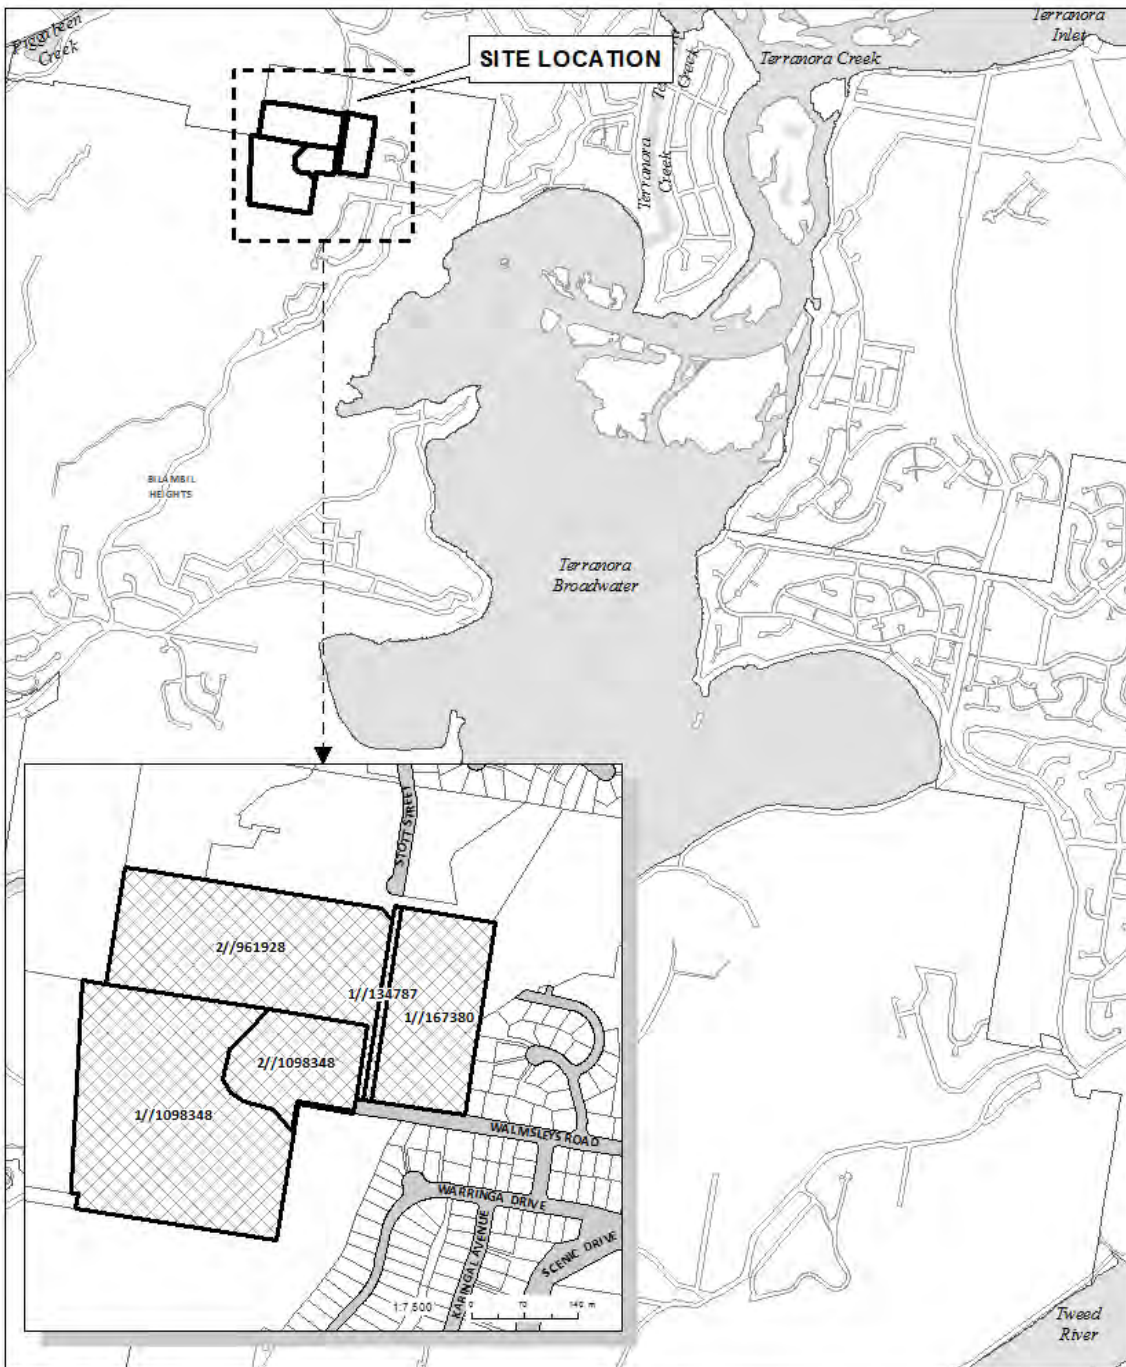 Piggabeen
Creek
SITE LOCATION
Terranora
Inlet
Terranora Creek
Creek
Terranora
Creek
BILAMBIL
HEIGHTS
Terranora
Broadwater
STOTT STREET
2//961928
1//134787
1//167380
2//1098348
1//1098348
WALMSLEYS ROAD
WARRINGA DRIVE
KARINGAL AVENUE
SCENIC DRIVE
1:7 500
0 70 140 m
Tweed
River